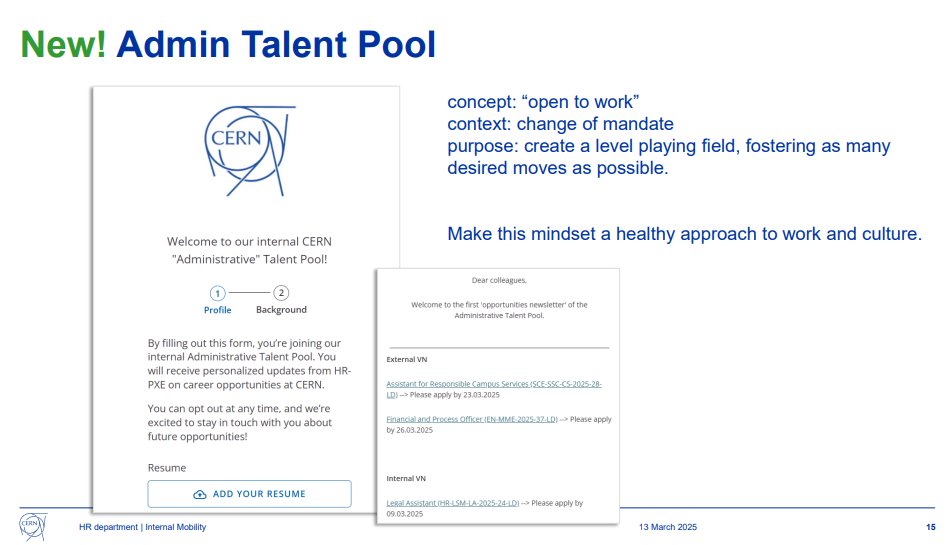 New! Admin Talent Pool
CERN
Welcome to our internal CERN
"Administrative" Talent Pool!
1
2
Profile
Background
By filling out this form, you're joining our
internal Administrative Talent Pool. You
will receive personalized updates from HR-
PXE on career opportunities at CERN.
You can opt out at any time, and we're
excited to stay in touch with you about
future opportunities!
Resume
ADD YOUR RESUME
concept: “open to work”
context: change of mandate
purpose: create a level playing field, fostering as many
desired moves as possible.
Make this mindset a healthy approach to work and culture.
Dear colleagues,
Welcome to the first 'opportunities newsletter' of the
Administrative Talent Pool.
External VN
Assistant for Responsible Campus Services (SCE-SSC-CS-2025-28-
LD) --> Please apply by 23.03.2025
Financial and Process Officer (EN-MME-2025-37-LD) --> Please apply
by 26.03.2025
Internal VN
Legal Assistant (HR-LSM-LA-2025-24-LD) --> Please apply by
09.03.2025
CERN
HR department | Internal Mobility
13 March 2025
15